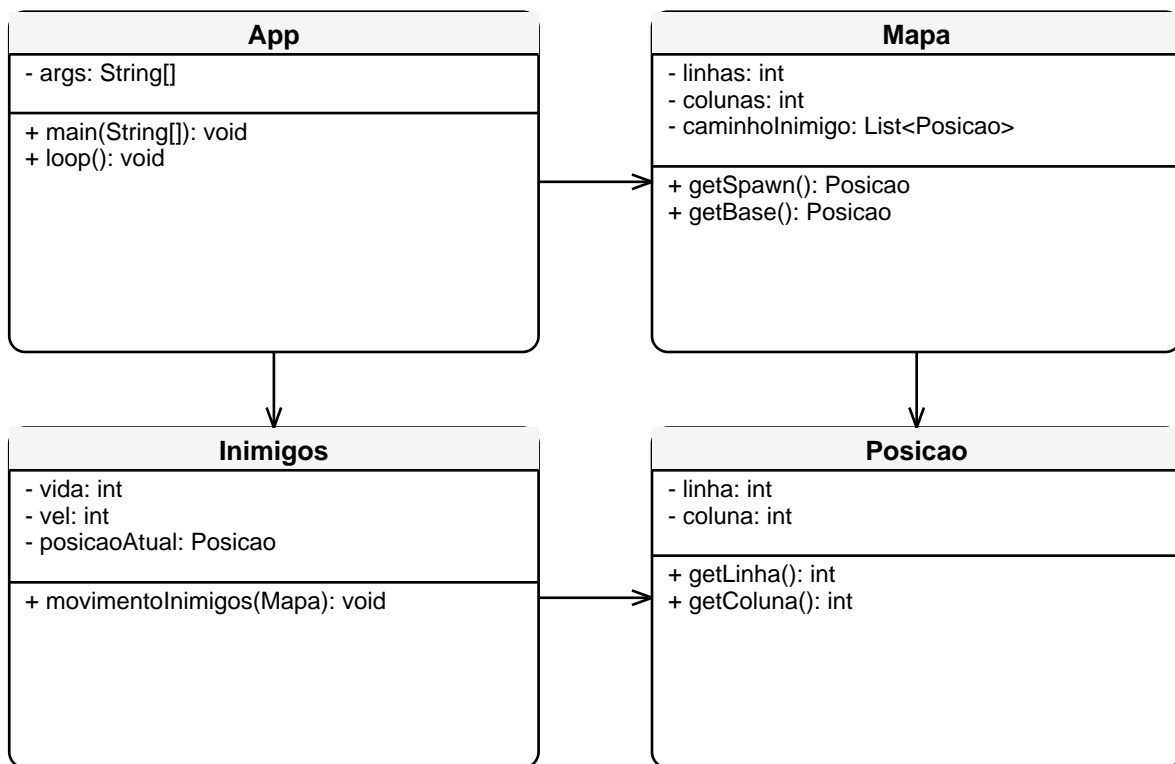 App
- args: String[]
+ main(String[]): void
+ loop(): void
Mapa
- linhas: int
- colunas: int
- caminhoInimigo: List<Posicao>
+ getSpawn(): Posicao
+ getBase(): Posicao
Inimigos
- vida: int
- vel: int
- posicaoAtual: Posicao
+ movimentoInimigos(Mapa): void
Posicao
- linha: int
- coluna: int
+ getLinha(): int
+ getColuna(): int